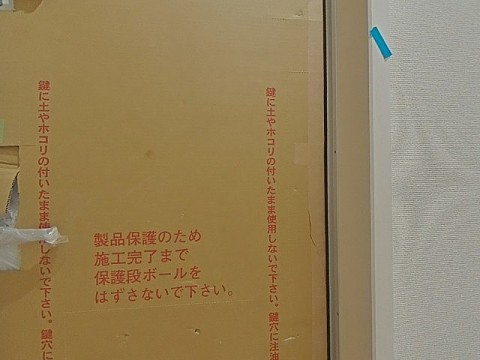 鍵に土やホコリの付いたまま使用しないで下さい。鍵穴に
製品保護のため
施工完了まで
保護段ボールを
はずさないで下さい。
鍵に土やホコリの付いたまま使用しないで下さい。鍵穴に注油